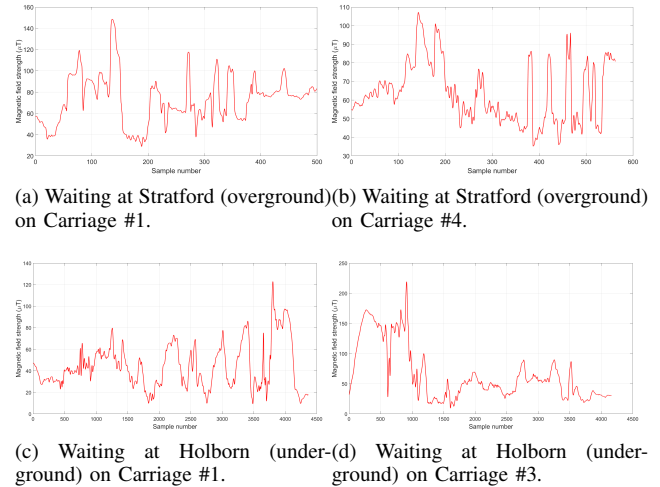 160
140
120
100
80
60
40
20
0 100 200 300 400 500
Magnetic field strength (μT)
Sample number
110
100
90
80
70
60
50
40
30
0 100 200 300 400 500 600
Magnetic field strength (μT)
Sample number
(a) Waiting at Stratford (overground)
on Carriage #1.
(b) Waiting at Stratford (overground)
on Carriage #4.
140
120
100
80
60
40
20
0
0 500 1000 1500 2000 2500 3000 3500 4000 4500
Magnetic field strength (μT)
Sample number
250
200
150
100
50
0
0 500 1000 1500 2000 2500 3000 3500 4000 4500
Magnetic field strength (μT)
Sample number
(c) Waiting at Holborn (under-
ground) on Carriage #1.
(d) Waiting at Holborn (under-
ground) on Carriage #3.